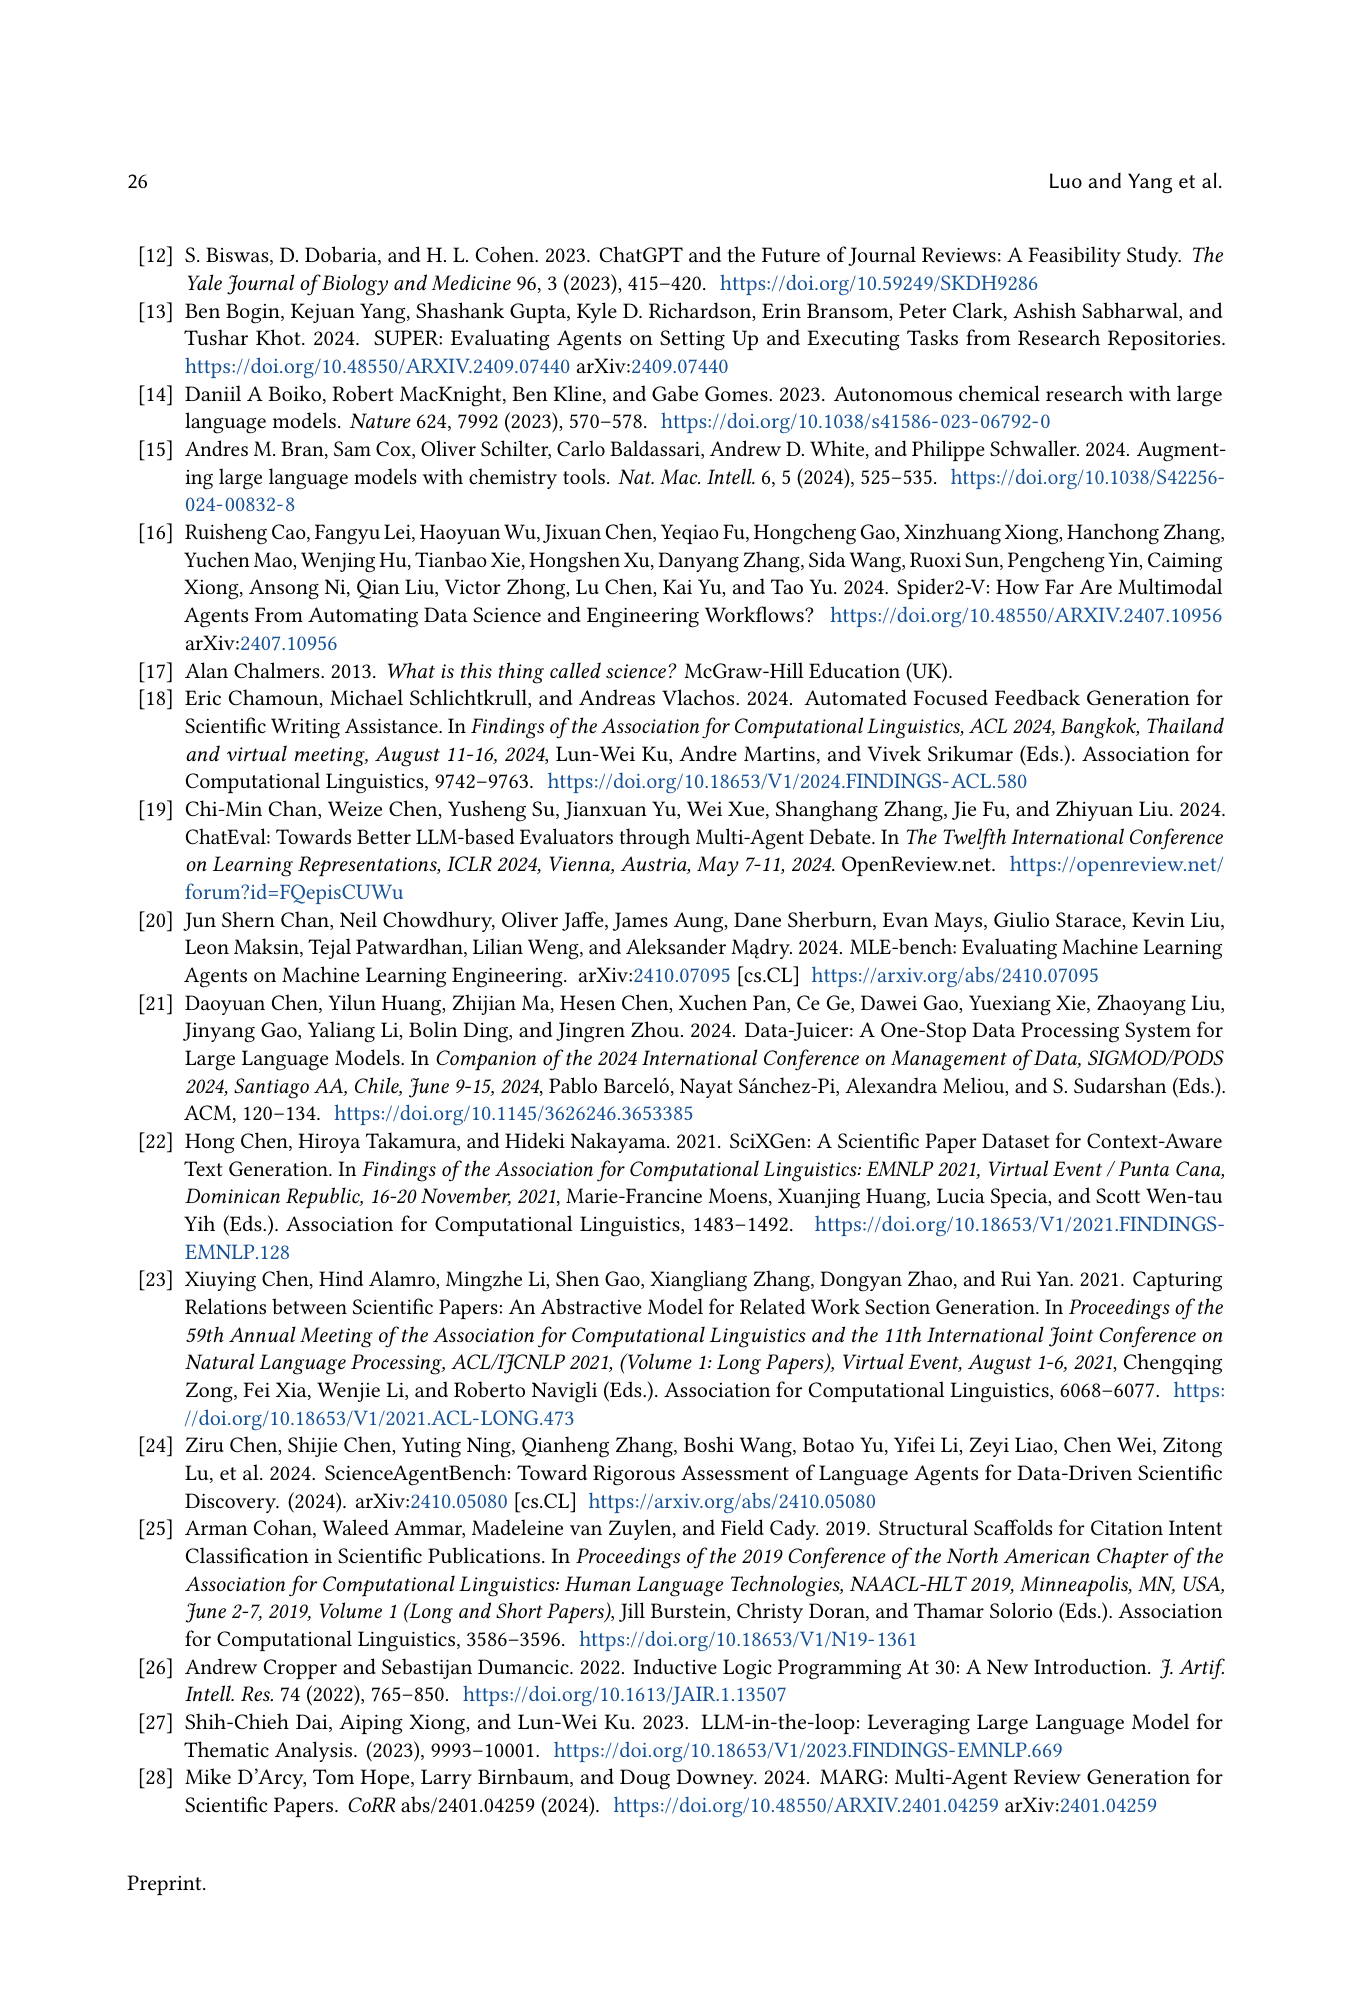 26
Luo and Yang et al.
[12] S. Biswas, D. Dobaria, and H. L. Cohen. 2023. ChatGPT and the Future of Journal Reviews: A Feasibility Study. The
Yale Journal of Biology and Medicine 96, 3 (2023), 415–420. https://doi.org/10.59249/SKDH9286
[13] Ben Bogin, Kejuan Yang, Shashank Gupta, Kyle D. Richardson, Erin Bransom, Peter Clark, Ashish Sabharwal, and
Tushar Khot. 2024. SUPER: Evaluating Agents on Setting Up and Executing Tasks from Research Repositories.
https://doi.org/10.48550/ARXIV.2409.07440 arXiv:2409.07440
[14] Daniil A Boiko, Robert MacKnight, Ben Kline, and Gabe Gomes. 2023. Autonomous chemical research with large
language models. Nature 624, 7992 (2023), 570–578. https://doi.org/10.1038/s41586-023-06792-0
[15] Andres M. Bran, Sam Cox, Oliver Schilter, Carlo Baldassari, Andrew D. White, and Philippe Schwaller. 2024. Augment-
ing large language models with chemistry tools. Nat. Mac. Intell. 6, 5 (2024), 525–535. https://doi.org/10.1038/S42256-
024-00832-8
[16] Ruisheng Cao, Fangyu Lei, Haoyuan Wu, Jixuan Chen, Yeqiao Fu, Hongcheng Gao, Xinzhuang Xiong, Hanchong Zhang,
Yuchen Mao, Wenjing Hu, Tianbao Xie, Hongshen Xu, Danyang Zhang, Sida Wang, Ruoxi Sun, Pengcheng Yin, Caiming
Xiong, Ansong Ni, Qian Liu, Victor Zhong, Lu Chen, Kai Yu, and Tao Yu. 2024. Spider2-V: How Far Are Multimodal
Agents From Automating Data Science and Engineering Workflows? https://doi.org/10.48550/ARXIV.2407.10956
arXiv:2407.10956
[17] Alan Chalmers. 2013. What is this thing called science? McGraw-Hill Education (UK).
[18] Eric Chamoun, Michael Schlichtkrull, and Andreas Vlachos. 2024. Automated Focused Feedback Generation for
Scientific Writing Assistance. In Findings of the Association for Computational Linguistics, ACL 2024, Bangkok, Thailand
and virtual meeting, August 11-16, 2024, Lun-Wei Ku, Andre Martins, and Vivek Srikumar (Eds.). Association for
Computational Linguistics, 9742–9763. https://doi.org/10.18653/V1/2024.FINDINGS-ACL.580
[19] Chi-Min Chan, Weize Chen, Yusheng Su, Jianxuan Yu, Wei Xue, Shanghang Zhang, Jie Fu, and Zhiyuan Liu. 2024.
ChatEval: Towards Better LLM-based Evaluators through Multi-Agent Debate. In The Twelfth International Conference
on Learning Representations, ICLR 2024, Vienna, Austria, May 7-11, 2024. OpenReview.net. https://openreview.net/
forum?id=FQepisCUWu
[20] Jun Shern Chan, Neil Chowdhury, Oliver Jaffe, James Aung, Dane Sherburn, Evan Mays, Giulio Starace, Kevin Liu,
Leon Maksin, Tejal Patwardhan, Lilian Weng, and Aleksander Mądry. 2024. MLE-bench: Evaluating Machine Learning
Agents on Machine Learning Engineering. arXiv:2410.07095 [cs.CL] https://arxiv.org/abs/2410.07095
[21] Daoyuan Chen, Yilun Huang, Zhijian Ma, Hesen Chen, Xuchen Pan, Ce Ge, Dawei Gao, Yuexiang Xie, Zhaoyang Liu,
Jinyang Gao, Yaliang Li, Bolin Ding, and Jingren Zhou. 2024. Data-Juicer: A One-Stop Data Processing System for
Large Language Models. In Companion of the 2024 International Conference on Management of Data, SIGMOD/PODS
2024, Santiago AA, Chile, June 9-15, 2024, Pablo Barceló, Nayat Sánchez-Pi, Alexandra Meliou, and S. Sudarshan (Eds.).
ACM, 120–134. https://doi.org/10.1145/3626246.3653385
[22] Hong Chen, Hiroya Takamura, and Hideki Nakayama. 2021. SciXGen: A Scientific Paper Dataset for Context-Aware
Text Generation. In Findings of the Association for Computational Linguistics: EMNLP 2021, Virtual Event / Punta Cana,
Dominican Republic, 16-20 November, 2021, Marie-Francine Moens, Xuanjing Huang, Lucia Specia, and Scott Wen-tau
Yih (Eds.). Association for Computational Linguistics, 1483–1492. https://doi.org/10.18653/V1/2021.FINDINGS-
EMNLP.128
[23] Xiuying Chen, Hind Alamro, Mingzhe Li, Shen Gao, Xiangliang Zhang, Dongyan Zhao, and Rui Yan. 2021. Capturing
Relations between Scientific Papers: An Abstractive Model for Related Work Section Generation. In Proceedings of the
59th Annual Meeting of the Association for Computational Linguistics and the 11th International Joint Conference on
Natural Language Processing, ACL/IJCNLP 2021, (Volume 1: Long Papers), Virtual Event, August 1-6, 2021, Chengqing
Zong, Fei Xia, Wenjie Li, and Roberto Navigli (Eds.). Association for Computational Linguistics, 6068–6077. https:
//doi.org/10.18653/V1/2021.ACL-LONG.473
[24] Ziru Chen, Shijie Chen, Yuting Ning, Qianheng Zhang, Boshi Wang, Botao Yu, Yifei Li, Zeyi Liao, Chen Wei, Zitong
Lu, et al. 2024. ScienceAgentBench: Toward Rigorous Assessment of Language Agents for Data-Driven Scientific
Discovery. (2024). arXiv:2410.05080 [cs.CL] https://arxiv.org/abs/2410.05080
[25] Arman Cohan, Waleed Ammar, Madeleine van Zuylen, and Field Cady. 2019. Structural Scaffolds for Citation Intent
Classification in Scientific Publications. In Proceedings of the 2019 Conference of the North American Chapter of the
Association for Computational Linguistics: Human Language Technologies, NAACL-HLT 2019, Minneapolis, MN, USA,
June 2-7, 2019, Volume 1 (Long and Short Papers), Jill Burstein, Christy Doran, and Thamar Solorio (Eds.). Association
for Computational Linguistics, 3586–3596. https://doi.org/10.18653/V1/N19-1361
[26] Andrew Cropper and Sebastijan Dumancic. 2022. Inductive Logic Programming At 30: A New Introduction. J. Artif.
Intell. Res. 74 (2022), 765–850. https://doi.org/10.1613/JAIR.1.13507
[27] Shih-Chieh Dai, Aiping Xiong, and Lun-Wei Ku. 2023. LLM-in-the-loop: Leveraging Large Language Model for
Thematic Analysis. (2023), 9993–10001. https://doi.org/10.18653/V1/2023.FINDINGS-EMNLP.669
[28] Mike D'Arcy, Tom Hope, Larry Birnbaum, and Doug Downey. 2024. MARG: Multi-Agent Review Generation for
Scientific Papers. CoRR abs/2401.04259 (2024). https://doi.org/10.48550/ARXIV.2401.04259 arXiv:2401.04259
Preprint.